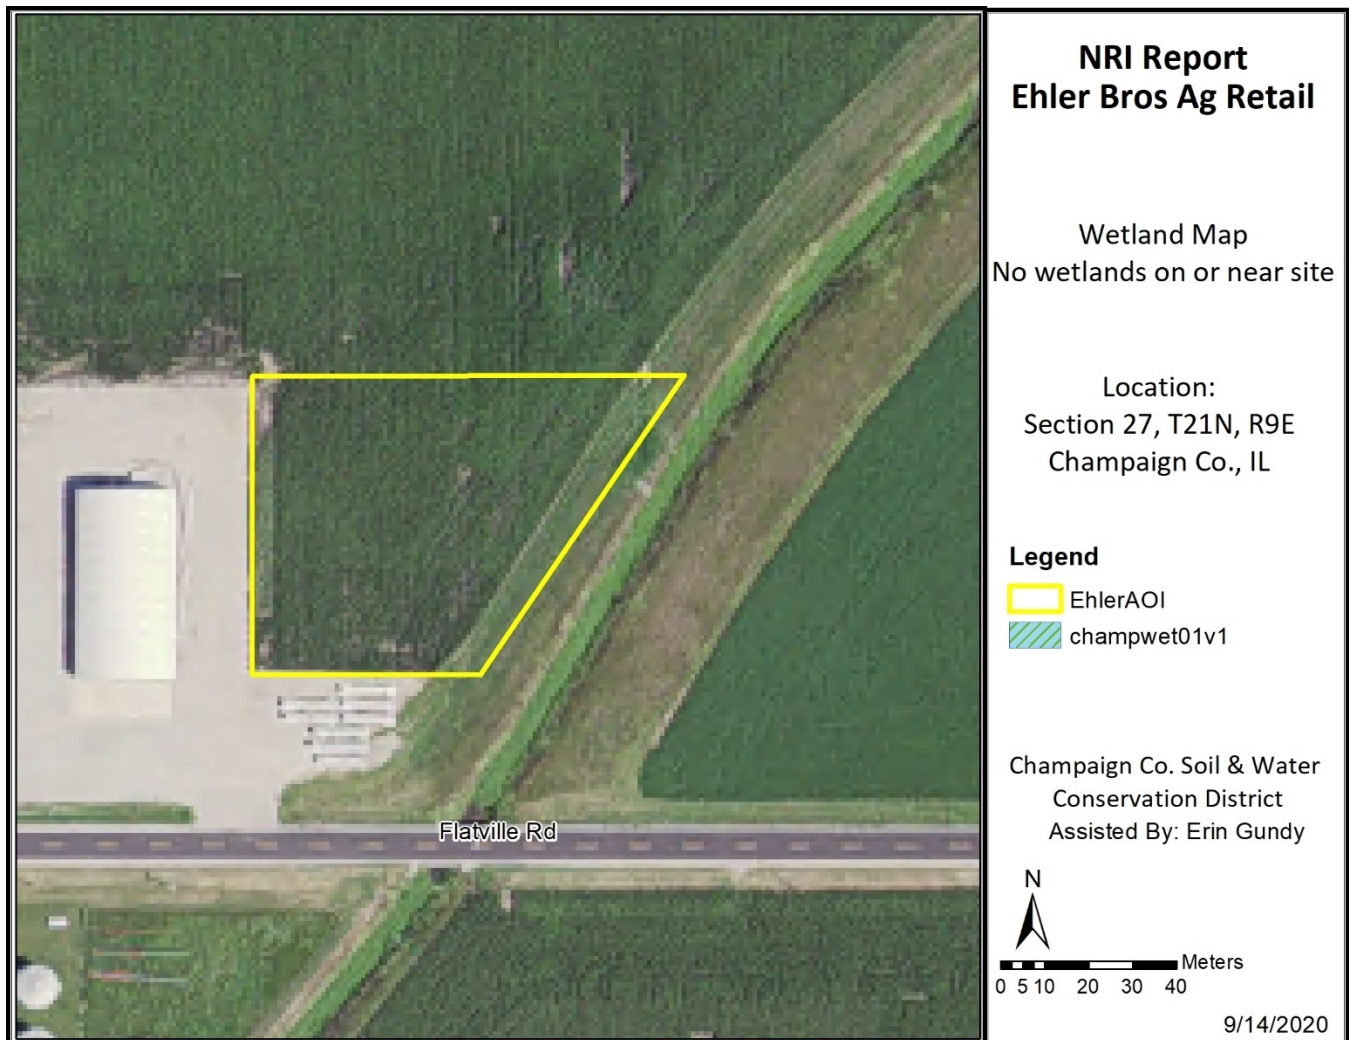 NRI Report
Ehler Bros Ag Retail
Wetland Map
No wetlands on or near site
Location:
Section 27, T21N, R9E
Champaign Co., IL
Legend
EhlerAOI
champwet01v1
Champaign Co. Soil & Water
Conservation District
Assisted By: Erin Gundy
N
Meters
0 5 10 20 30 40
9/14/2020
Flatville Rd